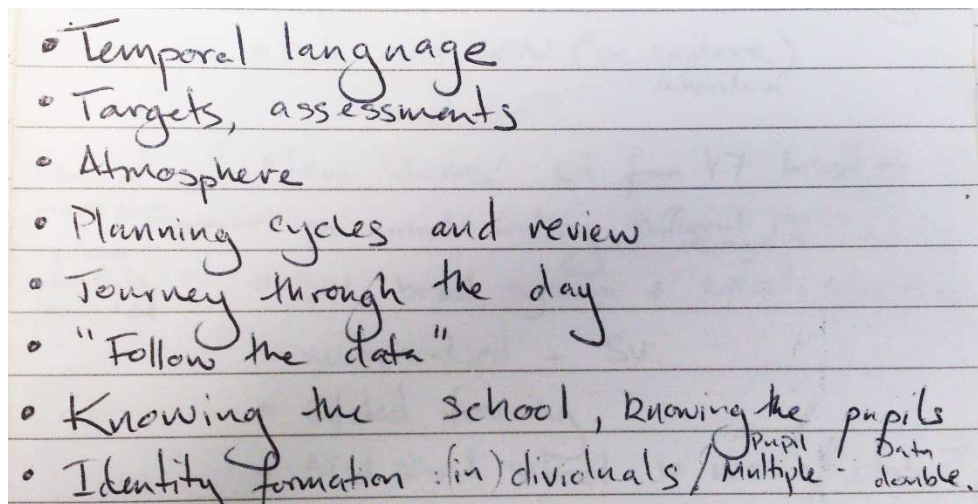 • Temporal language
• Targets, assessments
• Atmosphere
• Planning cycles and review
• Journey through the day
• "Follow the data"
• Knowing the school, knowing the pupils
• Identity formation (in)dividuals / Pupil Multiple - Data double